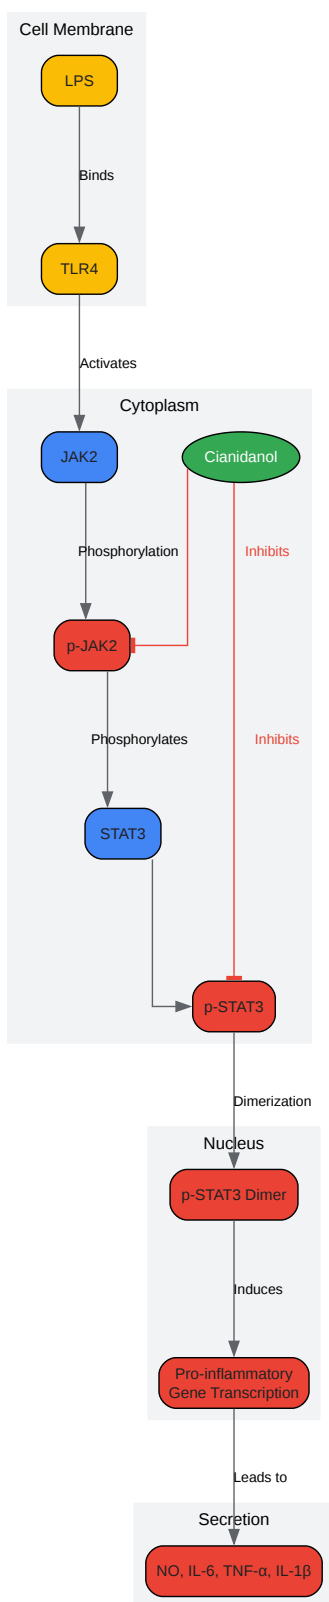 Cell Membrane
LPS
Binds
TLR4
Activates
Cytoplasm
JAK2
Cianidanol
Phosphorylation
Inhibits
p-JAK2
Phosphorylates
Inhibits
STAT3
p-STAT3
Dimerization
Nucleus
p-STAT3 Dimer
Induces
Pro-inflammatory
Gene Transcription
Leads to
Secretion
NO, IL-6, TNF-α, IL-1β